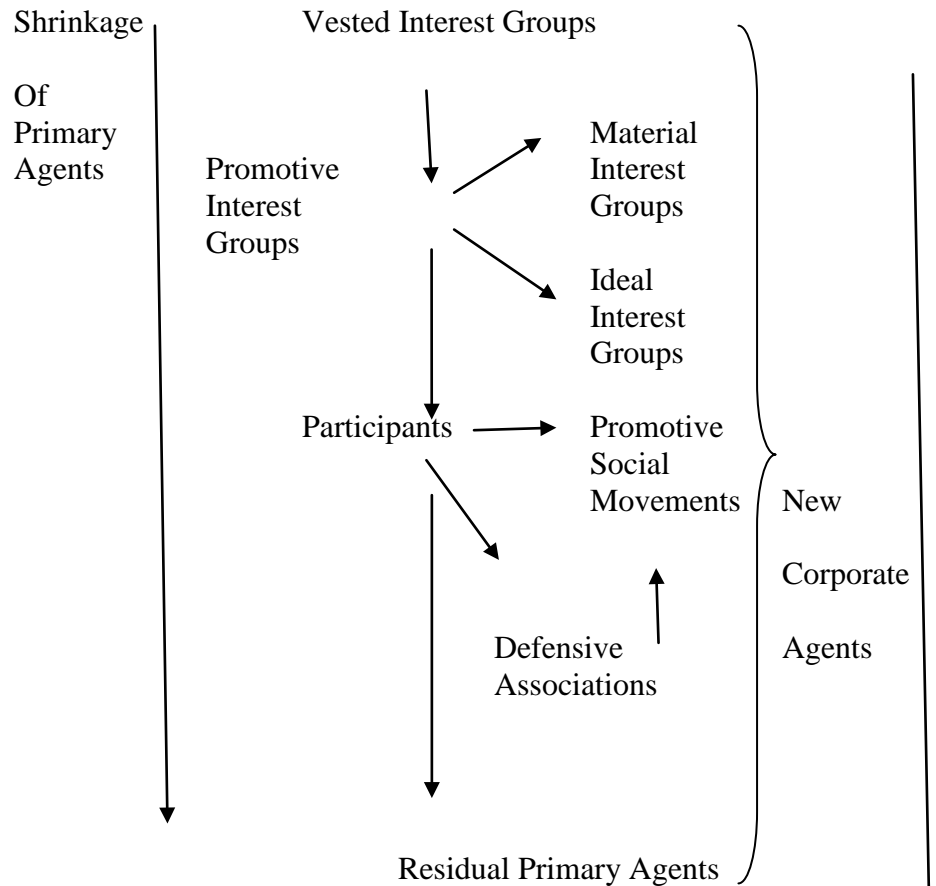 Shrinkage
Of
Primary
Agents
Vested Interest Groups
Promotive
Interest
Groups
Material
Interest
Groups
Ideal
Interest
Groups
Participants
Promotive
Social
Movements
Defensive
Associations
New
Corporate
Agents
Residual Primary Agents